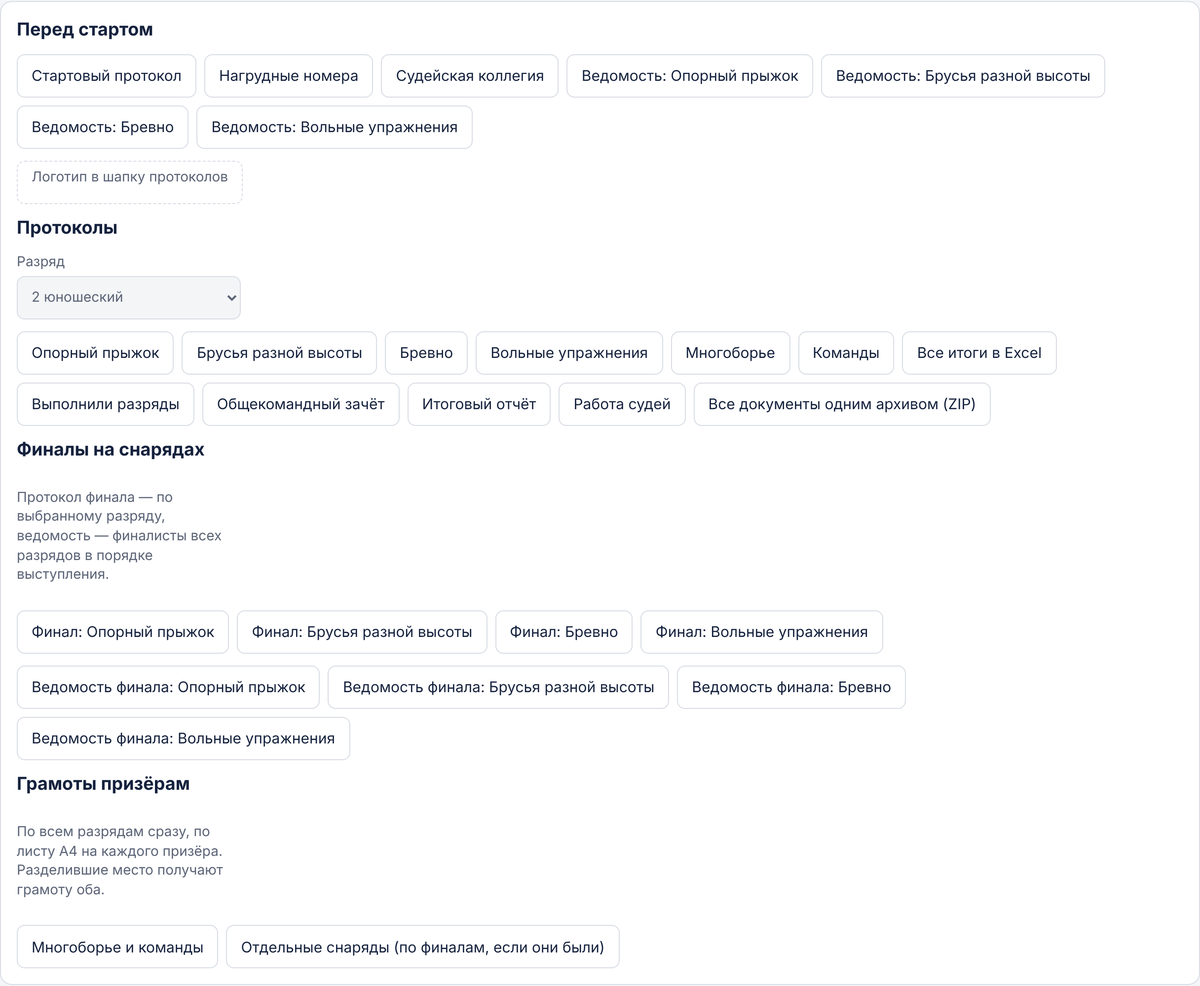 Перед стартом
Стартовый протокол Нагрудные номера Судейская коллегия Ведомость: Опорный прыжок Ведомость: Брусья разной высоты
Ведомость: Бревно Ведомость: Вольные упражнения
Логотип в шапку протоколов
Протоколы
Разряд
2 юношеский
Опорный прыжок Брусья разной высоты Бревно Вольные упражнения Многоборье Команды Все итоги в Excel
Выполнили разряды Общекомандный зачёт Итоговый отчёт Работа судей Все документы одним архивом (ZIP)
Финалы на снарядах
Протокол финала — по
выбранному разряду,
ведомость — финалисты всех
разрядов в порядке
выступления.
Финал: Опорный прыжок Финал: Брусья разной высоты Финал: Бревно Финал: Вольные упражнения
Ведомость финала: Опорный прыжок Ведомость финала: Брусья разной высоты Ведомость финала: Бревно
Ведомость финала: Вольные упражнения
Грамоты призёрам
По всем разрядам сразу, по
листу А4 на каждого призёра.
Разделившие место получают
грамоту оба.
Многоборье и команды Отдельные снаряды (по финалам, если они были)